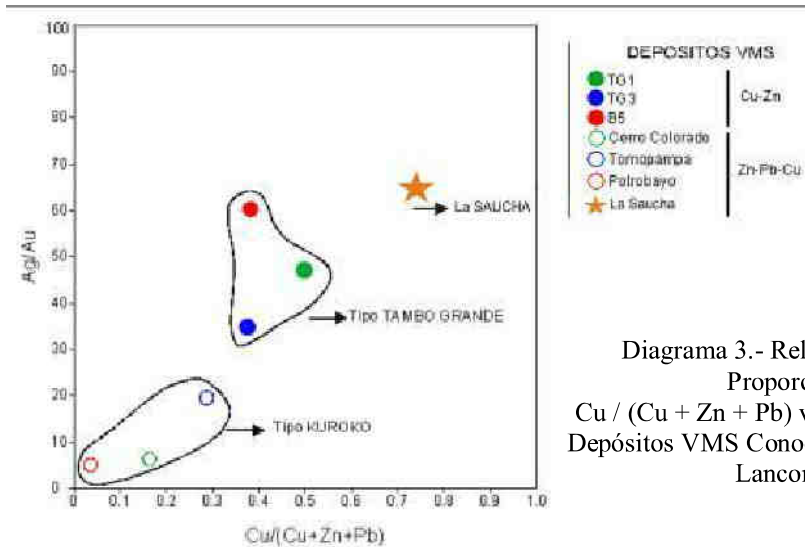 100
90
80
70
60
50
40
30
20
10
0
Ag/Au
0 0.1 0.2 0.3 0.4 0.5 0.6 0.7 0.8 0.9 1.0
Cu/(Cu+Zn+Pb)
La SAUCHA
Tipo TAMBO GRANDE
Tipo KUROKO
DEPOSITOS VMS
TG1
TG3
B5
Cu-Zn
Cerro Colorado
Tomopampa
Potrobayo
La Saucha
Zn-Pb-Cu
Diagrama 3.- Rel
Proporc
Cu / (Cu + Zn + Pb) v
Depósitos VMS Cono
Lancor